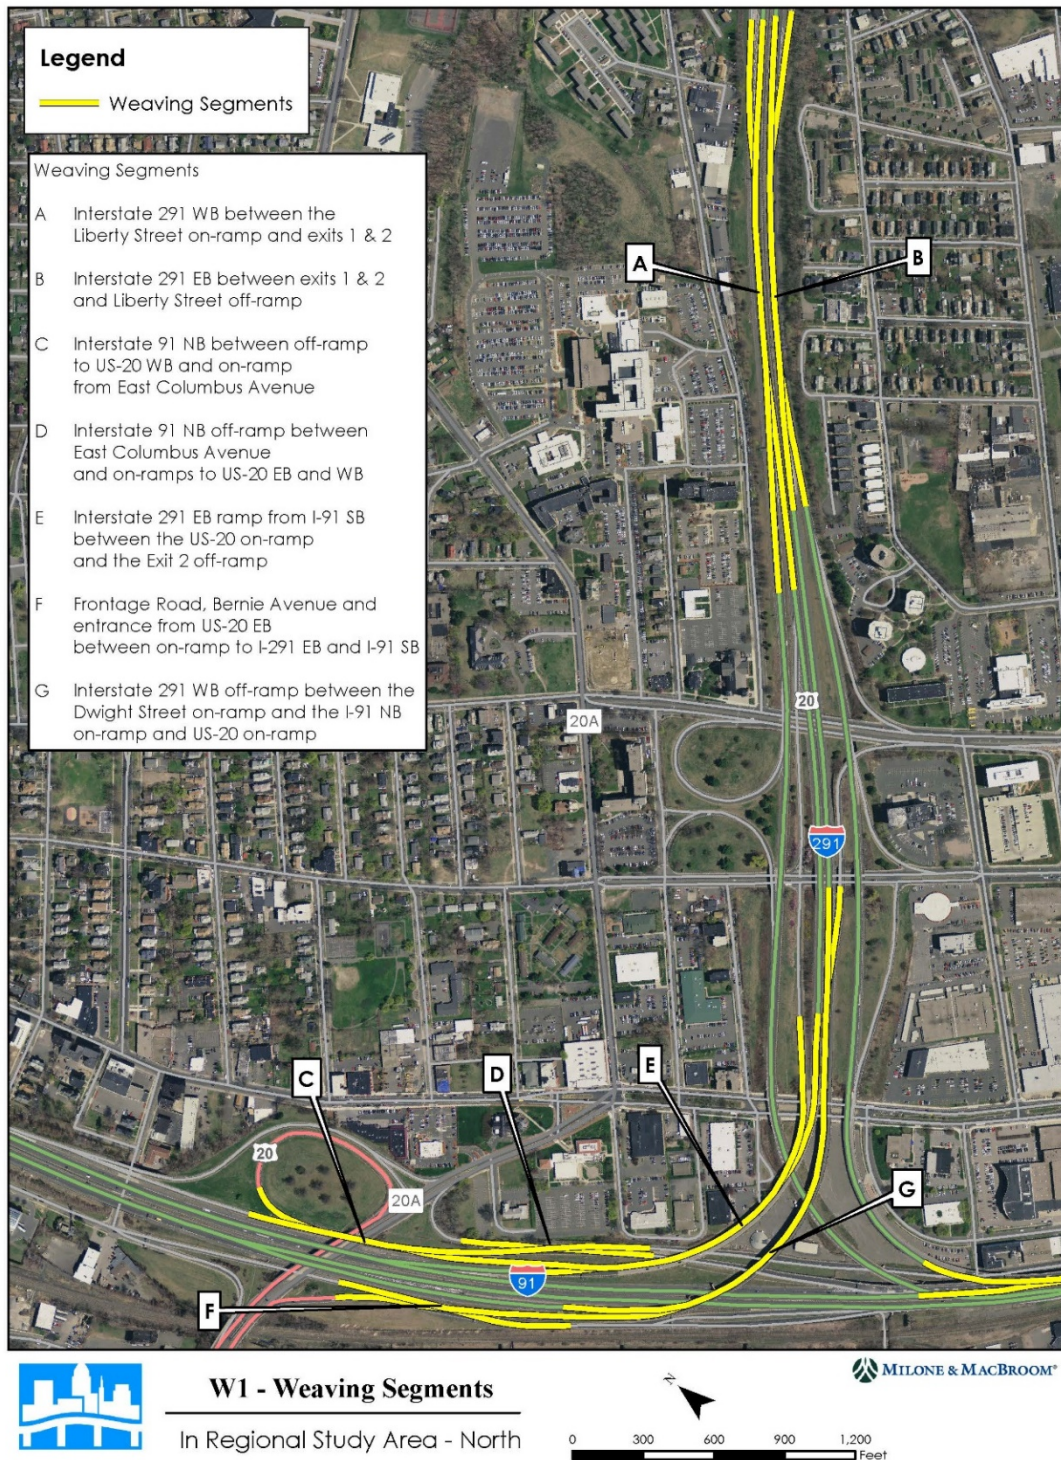 Legend
Weaving Segments
Weaving Segments
A Interstate 291 WB between the
Liberty Street on-ramp and exits 1 & 2
B Interstate 291 EB between exits 1 & 2
and Liberty Street off-ramp
C Interstate 91 NB between off-ramp
to US-20 WB and on-ramp
from East Columbus Avenue
D Interstate 91 NB off-ramp between
East Columbus Avenue
and on-ramps to US-20 EB and WB
E Interstate 291 EB ramp from I-91 SB
between the US-20 on-ramp
and the Exit 2 off-ramp
F Frontage Road, Bernie Avenue and
entrance from US-20 EB
between on-ramp to I-291 EB and I-91 SB
G Interstate 291 WB off-ramp between the
Dwight Street on-ramp and the I-91 NB
on-ramp and US-20 on-ramp
A
B
20
20A
291
C
D
E
20
20A
G
91
F
W1 - Weaving Segments
In Regional Study Area - North
N
MILONE & MACBROOM®
0 300 600 900 1,200
Feet